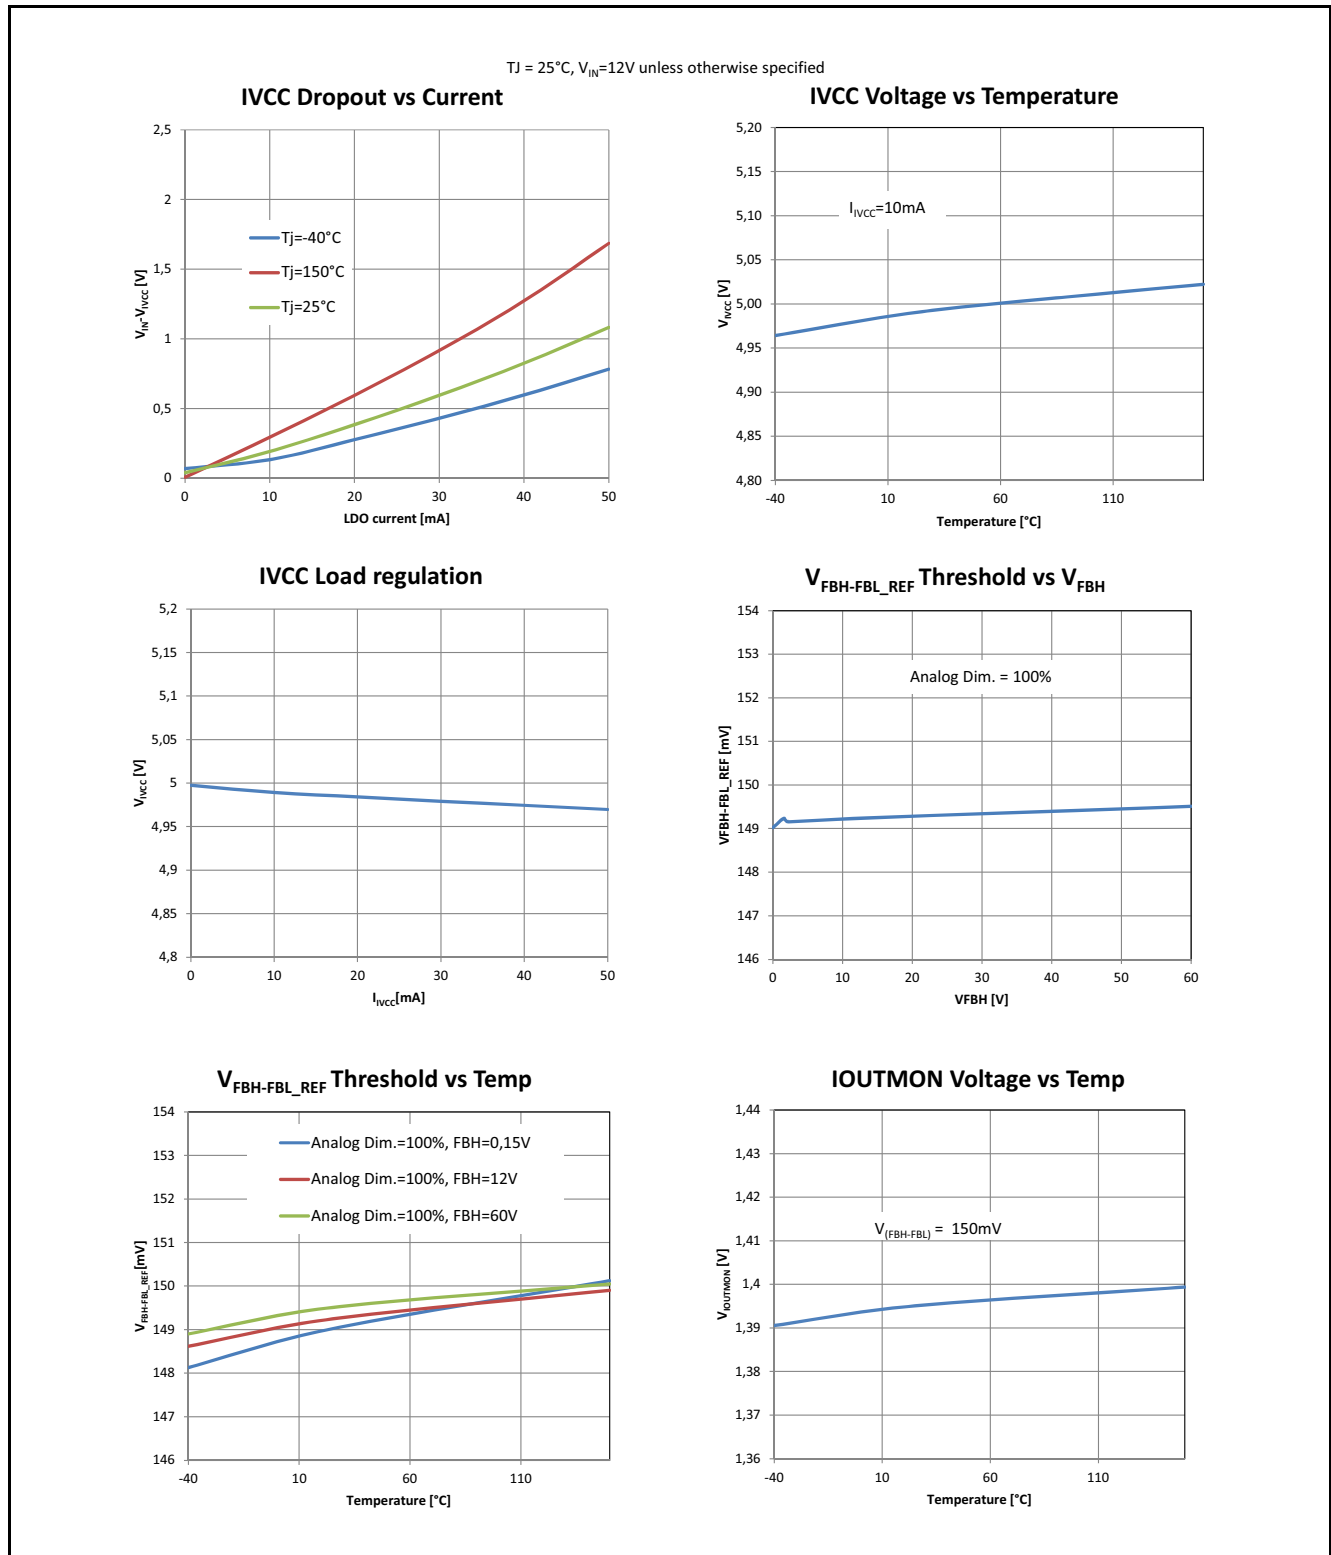 TJ = 25°C, VIN=12V unless otherwise specified
IVCC Dropout vs Current
2,5
2
1,5
1
0,5
0
VIN-VIVCC [V]
Tj=-40°C
Tj=150°C
Tj=25°C
0 10 20 30 40 50
LDO current [mA]
IVCC Voltage vs Temperature
5,20
5,15
5,10
5,05
5,00
4,95
4,90
4,85
4,80
VIVCC [V]
IIVCC=10mA
-40 10 60 110
Temperature [°C]
IVCC Load regulation
5,2
5,15
5,1
5,05
5
4,95
4,9
4,85
4,8
VIVCC [V]
0 10 20 30 40 50
IIVCC[mA]
VFBH-FBL_REF Threshold vs VFBH
154
153
152
151
150
149
148
147
146
VFBH-FBL_REF [mV]
Analog Dim. = 100%
0 10 20 30 40 50 60
VFBH [V]
VFBH-FBL_REF Threshold vs Temp
154
153
152
151
150
149
148
147
146
VFBH-FBL_REF[mV]
Analog Dim.=100%, FBH=0,15V
Analog Dim.=100%, FBH=12V
Analog Dim.=100%, FBH=60V
-40 10 60 110
Temperature [°C]
IOUTMON Voltage vs Temp
1,44
1,43
1,42
1,41
1,4
1,39
1,38
1,37
1,36
VIOUTMON [V]
V(FBH-FBL) = 150mV
-40 10 60 110
Temperature [°C]